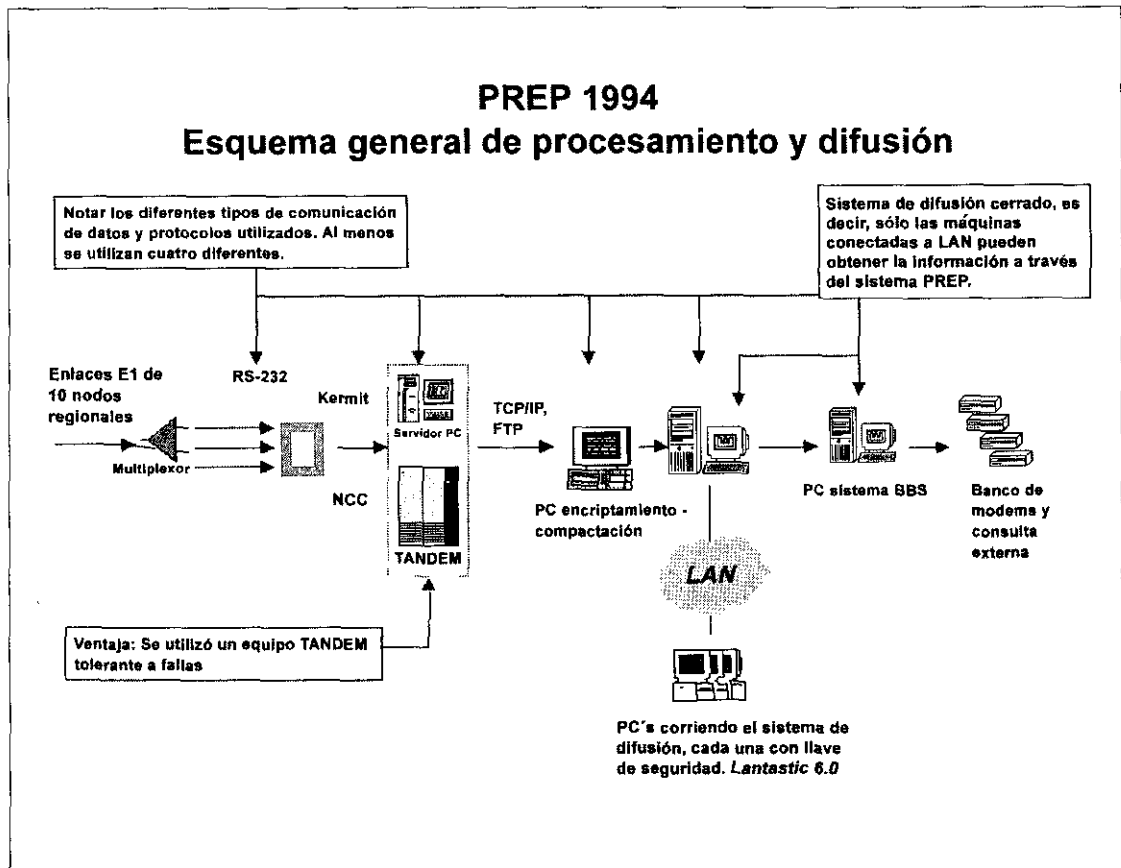 PREP 1994
Esquema general de procesamiento y difusión
Notar los diferentes tipos de comunicación
de datos y protocolos utilizados. Al menos
se utilizan cuatro diferentes.
Sistema de difusión cerrado, es
decir, sólo las máquinas
conectadas a LAN pueden
obtener la información a través
del sistema PREP.
Enlaces E1 de
10 nodos
regionales
Multiplexor
RS-232
Kermit
NCC
Servidor PC
TANDEM
TCP/IP,
FTP
PC encriptamiento -
compactación
LAN
PC sistema BBS
Banco de
modems y
consulta
externa
Ventaja: Se utilizó un equipo TANDEM
tolerante a fallas
PC´s corriendo el sistema de
difusión, cada una con llave
de seguridad. Lantastic 6.0